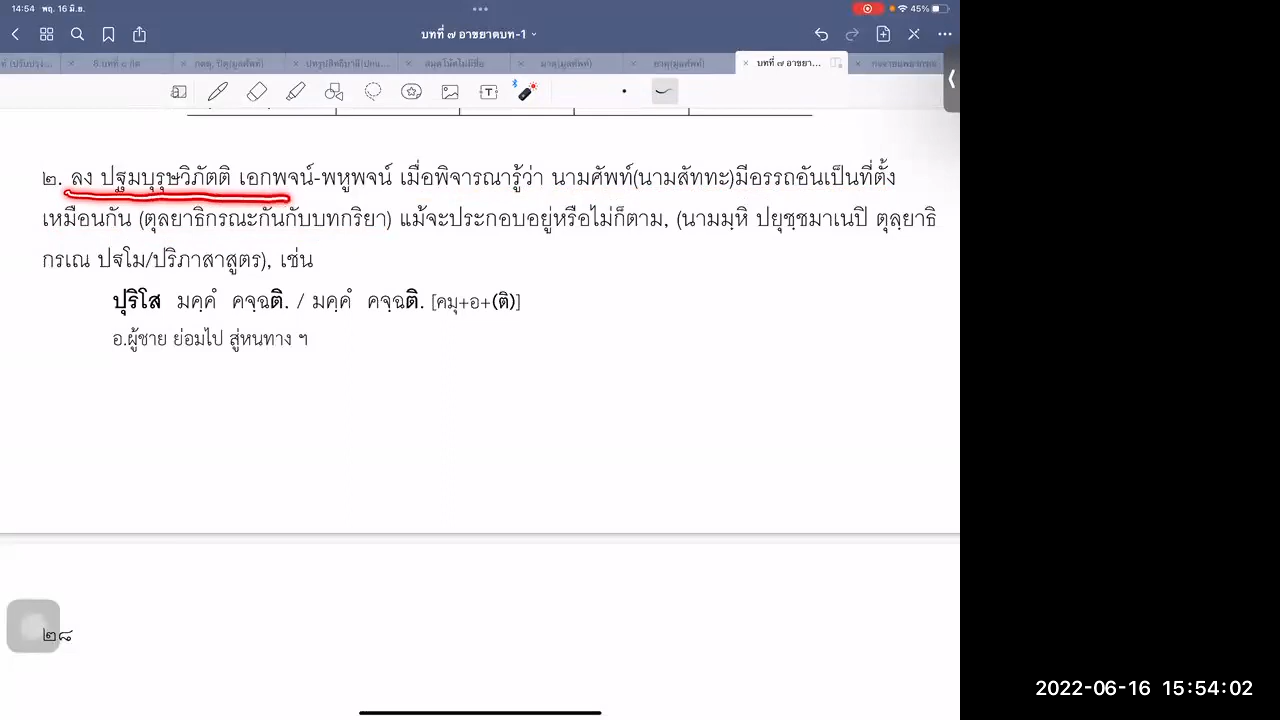 14:54 พฤ. 16 มิ.ย.
45%
บทที่ ๗ อาขยาตบท-1
บทที่ ๗ อาขย...
๒. ลง ปฐมบุรุษวิภัตติ เอกพจน์-พหูพจน์ เมื่อพิจารณารู้ว่า นามศัพท์(นามสัททะ)มีอรรถอันเป็นที่ตั้ง
เหมือนกัน (ตุลยาธิกรณะกันกับบทกริยา) แม้จะประกอบอยู่หรือไม่ก็ตาม, (นามมฺหิ ปยุชฺชมาเนปิ ตุลฺยาธิ
กรเณ ปฐโม/ปริภาสาสูตร), เช่น
ปุริโส มคฺคํ คจฺฉติ. / มคฺคํ คจฺฉติ. [คมุ+อ+(ติ)]
อ.ผู้ชาย ย่อมไป สู่หนทาง ฯ
๒๘
2022-06-16 15:54:02